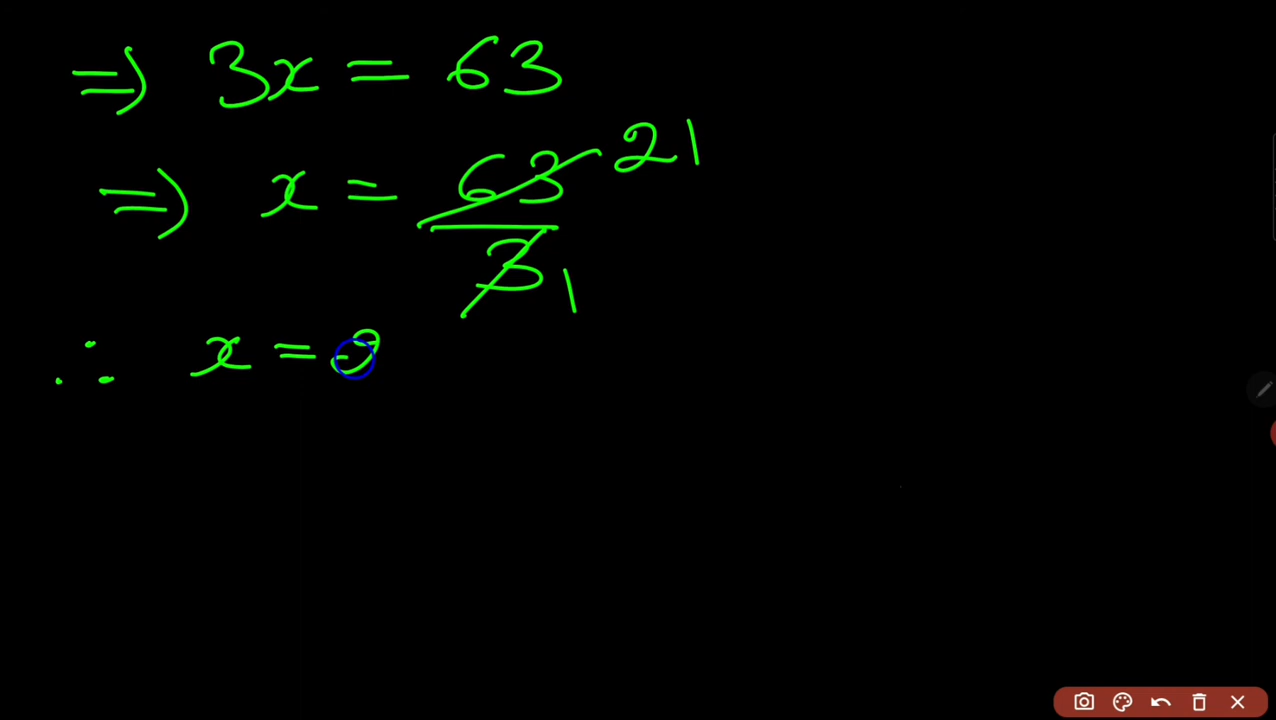 ⇒ 3x = 63
⇒ x = 63/3 21 1
∴ x =